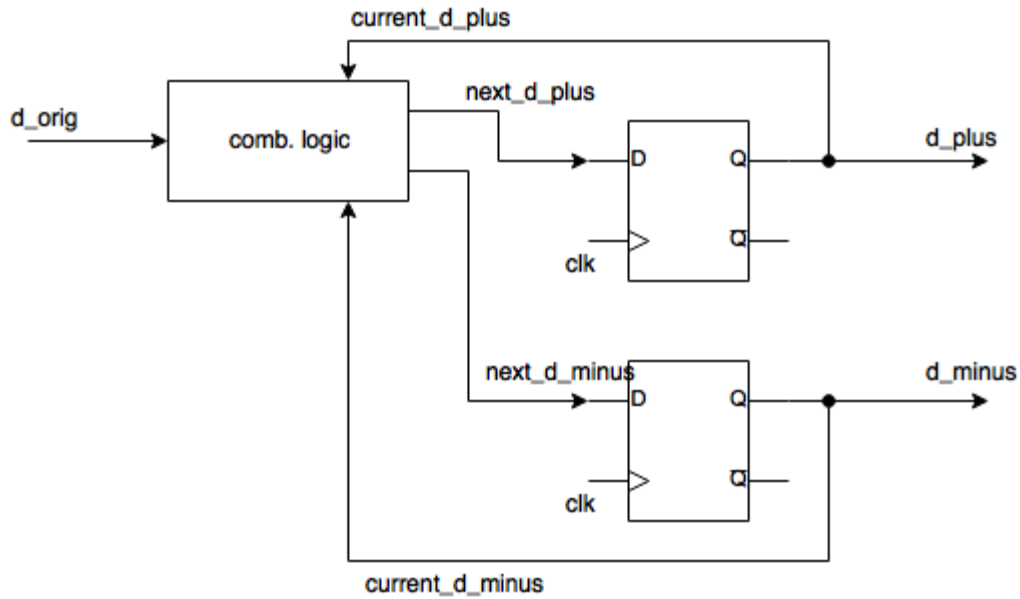 current_d_plus
next_d_plus
d_orig
comb. logic
d_plus
D
Q
Q̅
clk
next_d_minus
d_minus
D
Q
Q̅
clk
current_d_minus